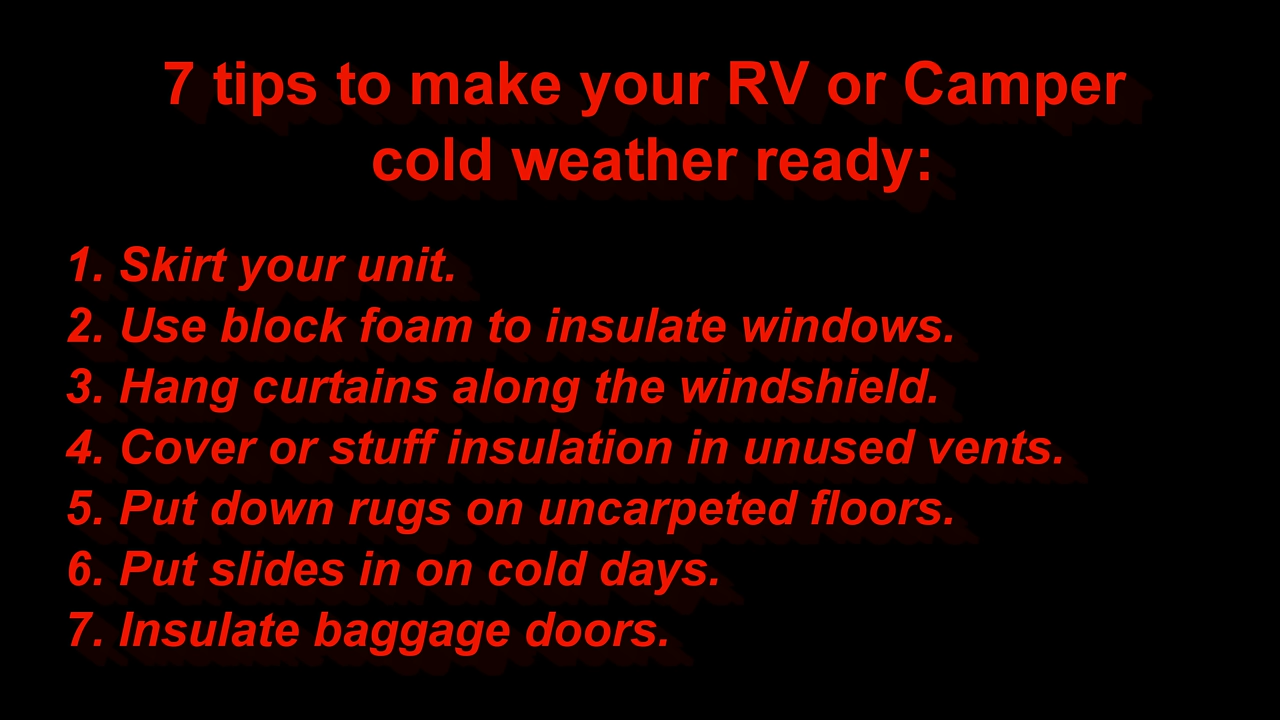 7 tips to make your RV or Camper
cold weather ready:
1. Skirt your unit.
2. Use block foam to insulate windows.
3. Hang curtains along the windshield.
4. Cover or stuff insulation in unused vents.
5. Put down rugs on uncarpeted floors.
6. Put slides in on cold days.
7. Insulate baggage doors.